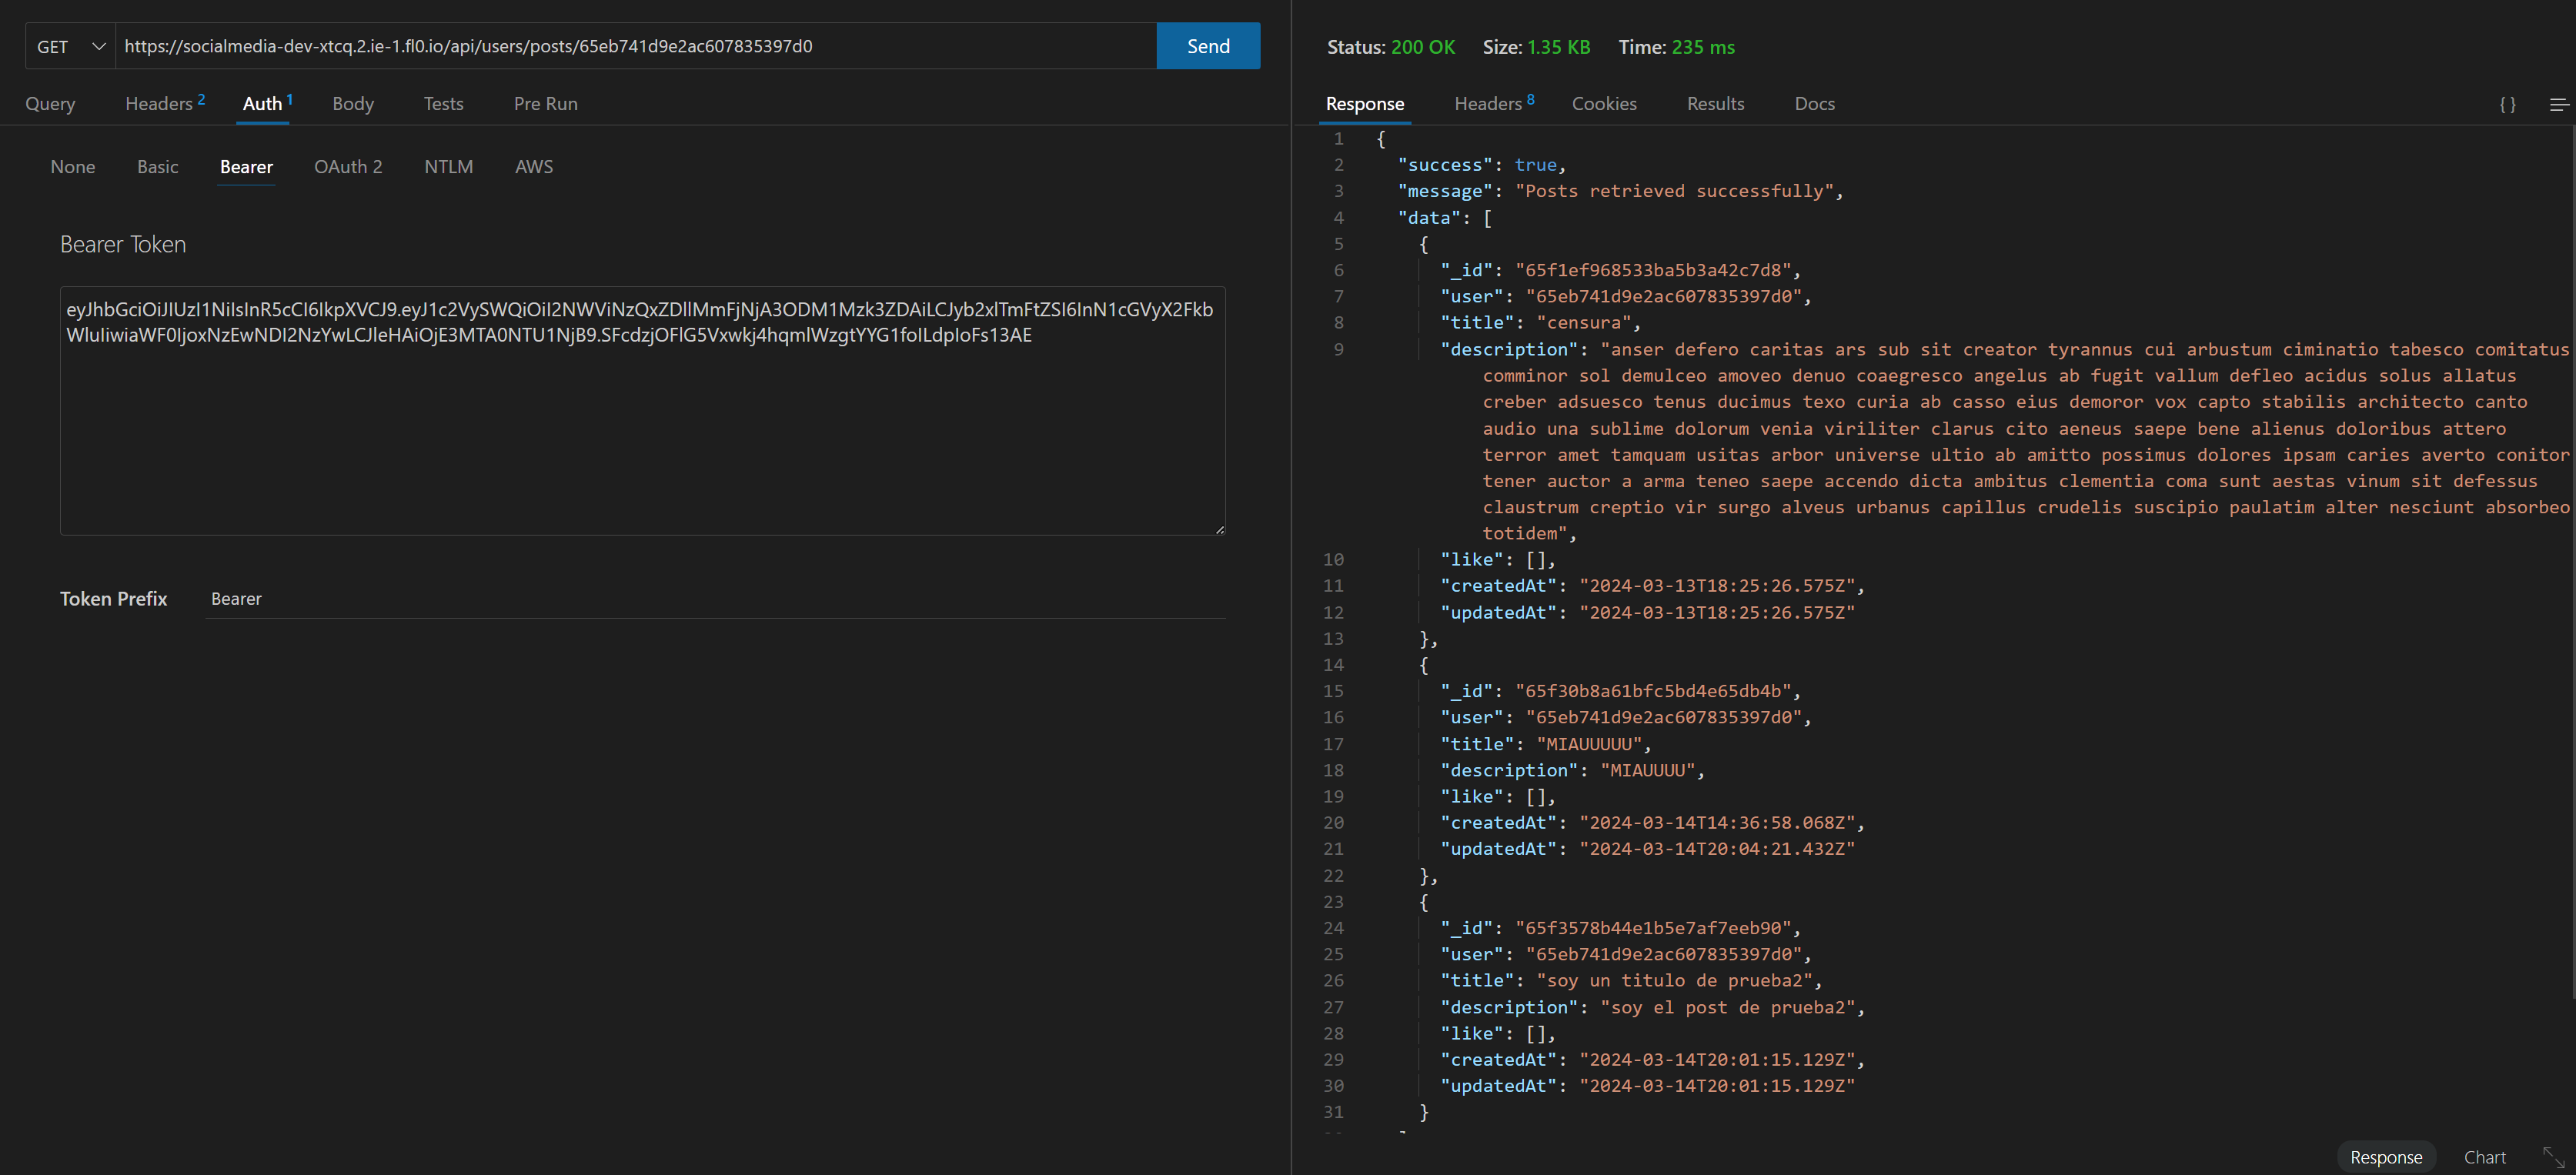 GET https://socialmedia-dev-xtcq.2.ie-1.fl0.io/api/users/posts/65eb741d9e2ac607835397d0 Send
Query Headers 2 Auth 1 Body Tests Pre Run
None Basic Bearer OAuth 2 NTLM AWS
Bearer Token
eyJhbGciOiJIUzI1NiIsInR5cCI6IkpXVCJ9.eyJ1c2VySWQiOiI2NWViNzQxZDllMmFjNjA3ODM1Mzk3ZDAiLCJyb2xlTmFtZSI6InN1cGVyX2Fkb
WluIiwiaWF0IjoxNzEwNDI2NzYwLCJleHAiOjE3MTA0NTU1NjB9.SFcdzjOFlG5Vxwkj4hqmlWzgtYYG1foILdpIoFs13AE
Token Prefix Bearer
Status: 200 OK Size: 1.35 KB Time: 235 ms
Response Headers 8 Cookies Results Docs { }
1 {
2 "success": true,
3 "message": "Posts retrieved successfully",
4 "data": [
5 {
6 "_id": "65f1ef968533ba5b3a42c7d8",
7 "user": "65eb741d9e2ac607835397d0",
8 "title": "censura",
9 "description": "anser defero caritas ars sub sit creator tyrannus cui arbustum ciminatio tabesco comitatus
comminor sol demulceo amoveo denuo coaegresco angelus ab fugit vallum defleo acidus solus allatus
creber adsuesco tenus ducimus texo curia ab casso eius demoror vox capto stabilis architecto canto
audio una sublime dolorum venia viriliter clarus cito aeneus saepe bene alienus doloribus attero
terror amet tamquam usitas arbor universe ultio ab amitto possimus dolores ipsam caries averto conitor
tener auctor a arma teneo saepe accendo dicta ambitus clementia coma sunt aestas vinum sit defessus
claustrum creptio vir surgo alveus urbanus capillus crudelis suscipio paulatim alter nesciunt absorbeo
totidem",
10 "like": [],
11 "createdAt": "2024-03-13T18:25:26.575Z",
12 "updatedAt": "2024-03-13T18:25:26.575Z"
13 },
14 {
15 "_id": "65f30b8a61bfc5bd4e65db4b",
16 "user": "65eb741d9e2ac607835397d0",
17 "title": "MIAUUUUU",
18 "description": "MIAUUUU",
19 "like": [],
20 "createdAt": "2024-03-14T14:36:58.068Z",
21 "updatedAt": "2024-03-14T20:04:21.432Z"
22 },
23 {
24 "_id": "65f3578b44e1b5e7af7eeb90",
25 "user": "65eb741d9e2ac607835397d0",
26 "title": "soy un titulo de prueba2",
27 "description": "soy el post de prueba2",
28 "like": [],
29 "createdAt": "2024-03-14T20:01:15.129Z",
30 "updatedAt": "2024-03-14T20:01:15.129Z"
31 }
Response Chart